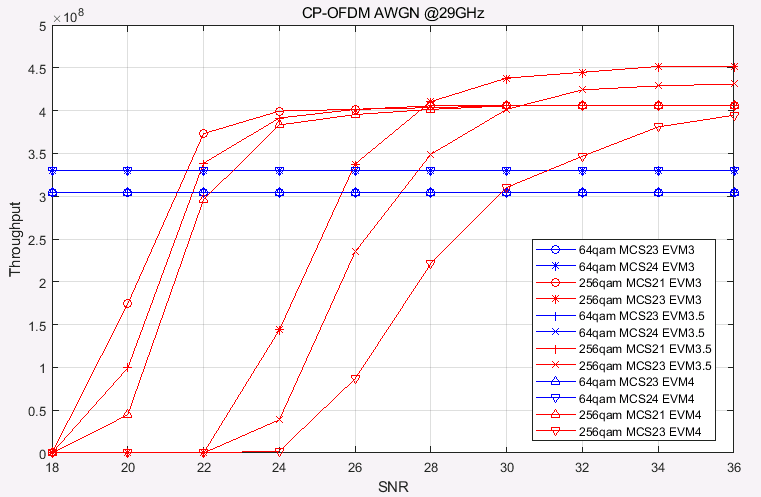 CP-OFDM AWGN @29GHz
×10⁸
5
4.5
4
3.5
3
2.5
2
1.5
1
0.5
0
Throughput
18 20 22 24 26 28 30 32 34 36
SNR
64qam MCS23 EVM3
64qam MCS24 EVM3
256qam MCS21 EVM3
256qam MCS23 EVM3
64qam MCS23 EVM3.5
64qam MCS24 EVM3.5
256qam MCS21 EVM3.5
256qam MCS23 EVM3.5
64qam MCS23 EVM4
64qam MCS24 EVM4
256qam MCS21 EVM4
256qam MCS23 EVM4